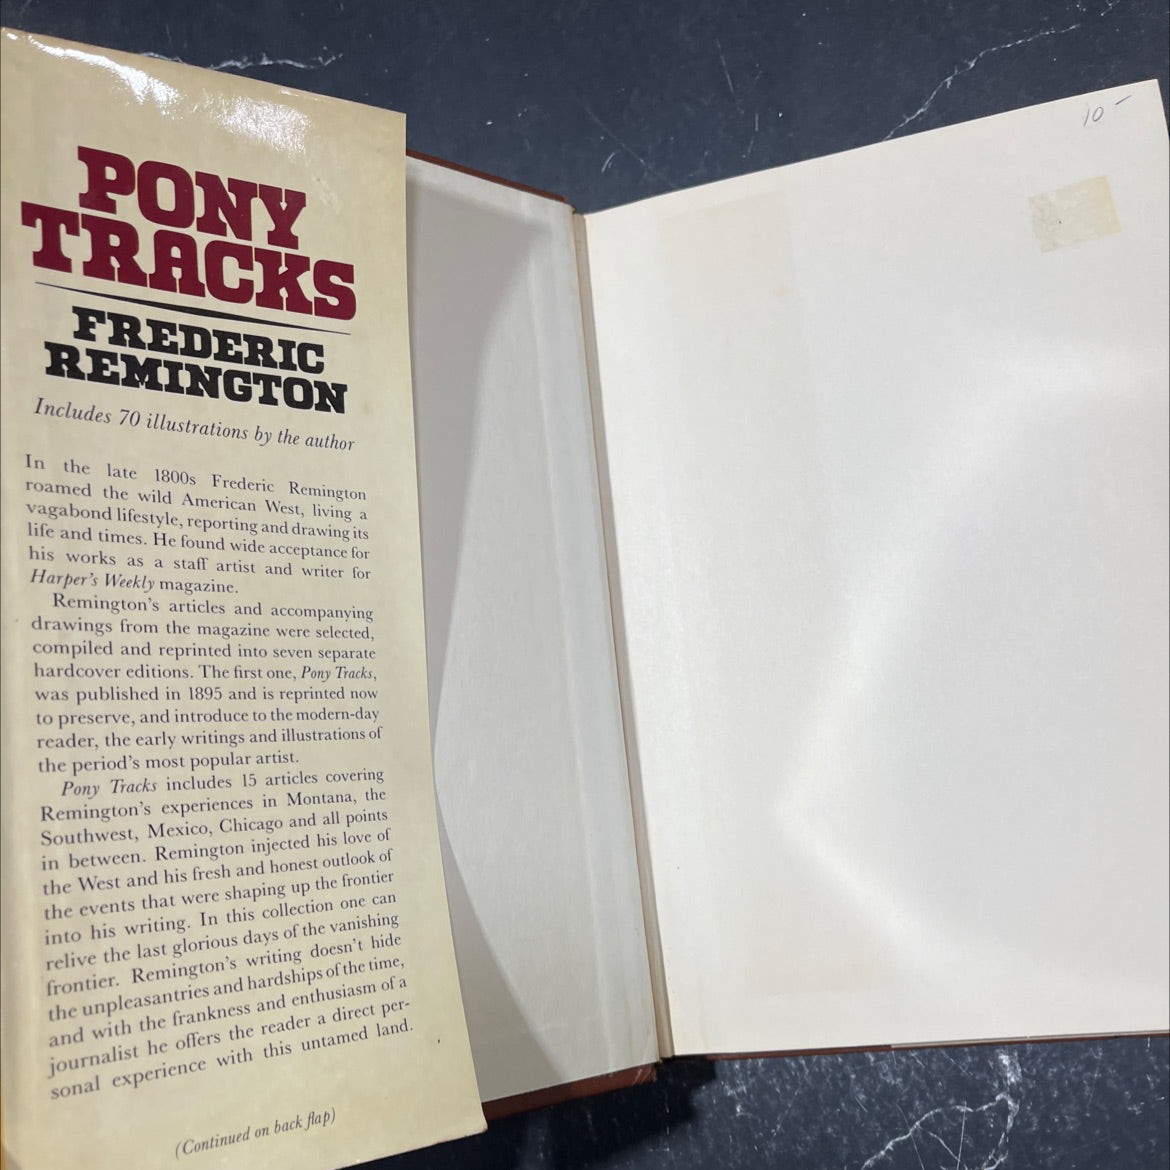 PONY
TRACKS
FREDERIC
REMINGTON
Includes 70 illustrations by the author
In the late 1800s Frederic Remington
roamed the wild American West, living a
vagabond lifestyle, reporting and drawing its
life and times. He found wide acceptance for
his works as a staff artist and writer for
Harper's Weekly magazine.
Remington's articles and accompanying
drawings from the magazine were selected,
compiled and reprinted into seven separate
hardcover editions. The first one, Pony Tracks,
was published in 1895 and is reprinted now
to preserve, and introduce to the modern-day
reader, the early writings and illustrations of
the period's most popular artist.
Pony Tracks includes 15 articles covering
Remington's experiences in Montana, the
Southwest, Mexico, Chicago and all points
in between. Remington injected his love of
the West and his fresh and honest outlook of
the events that were shaping up the frontier
into his writing. In this collection one can
relive the last glorious days of the vanishing
frontier. Remington's writing doesn't hide
the unpleasantries and hardships of the time,
and with the frankness and enthusiasm of a
journalist he offers the reader a direct per-
sonal experience with this untamed land.
(Continued on back flap)
10 –